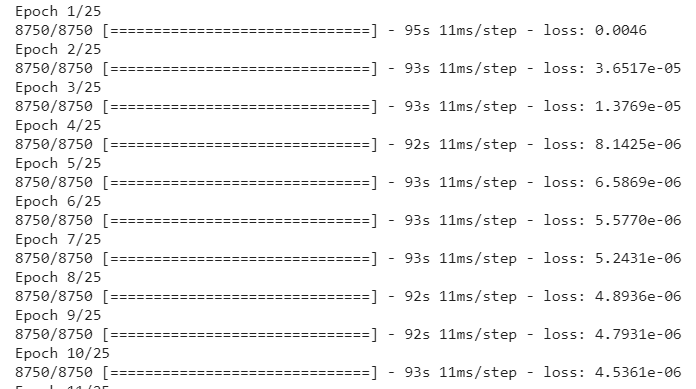 Epoch 1/25
8750/8750 [==============================] - 95s 11ms/step - loss: 0.0046
Epoch 2/25
8750/8750 [==============================] - 93s 11ms/step - loss: 3.6517e-05
Epoch 3/25
8750/8750 [==============================] - 93s 11ms/step - loss: 1.3769e-05
Epoch 4/25
8750/8750 [==============================] - 92s 11ms/step - loss: 8.1425e-06
Epoch 5/25
8750/8750 [==============================] - 93s 11ms/step - loss: 6.5869e-06
Epoch 6/25
8750/8750 [==============================] - 93s 11ms/step - loss: 5.5770e-06
Epoch 7/25
8750/8750 [==============================] - 93s 11ms/step - loss: 5.2431e-06
Epoch 8/25
8750/8750 [==============================] - 92s 11ms/step - loss: 4.8936e-06
Epoch 9/25
8750/8750 [==============================] - 92s 11ms/step - loss: 4.7931e-06
Epoch 10/25
8750/8750 [==============================] - 93s 11ms/step - loss: 4.5361e-06
Epoch 11/25